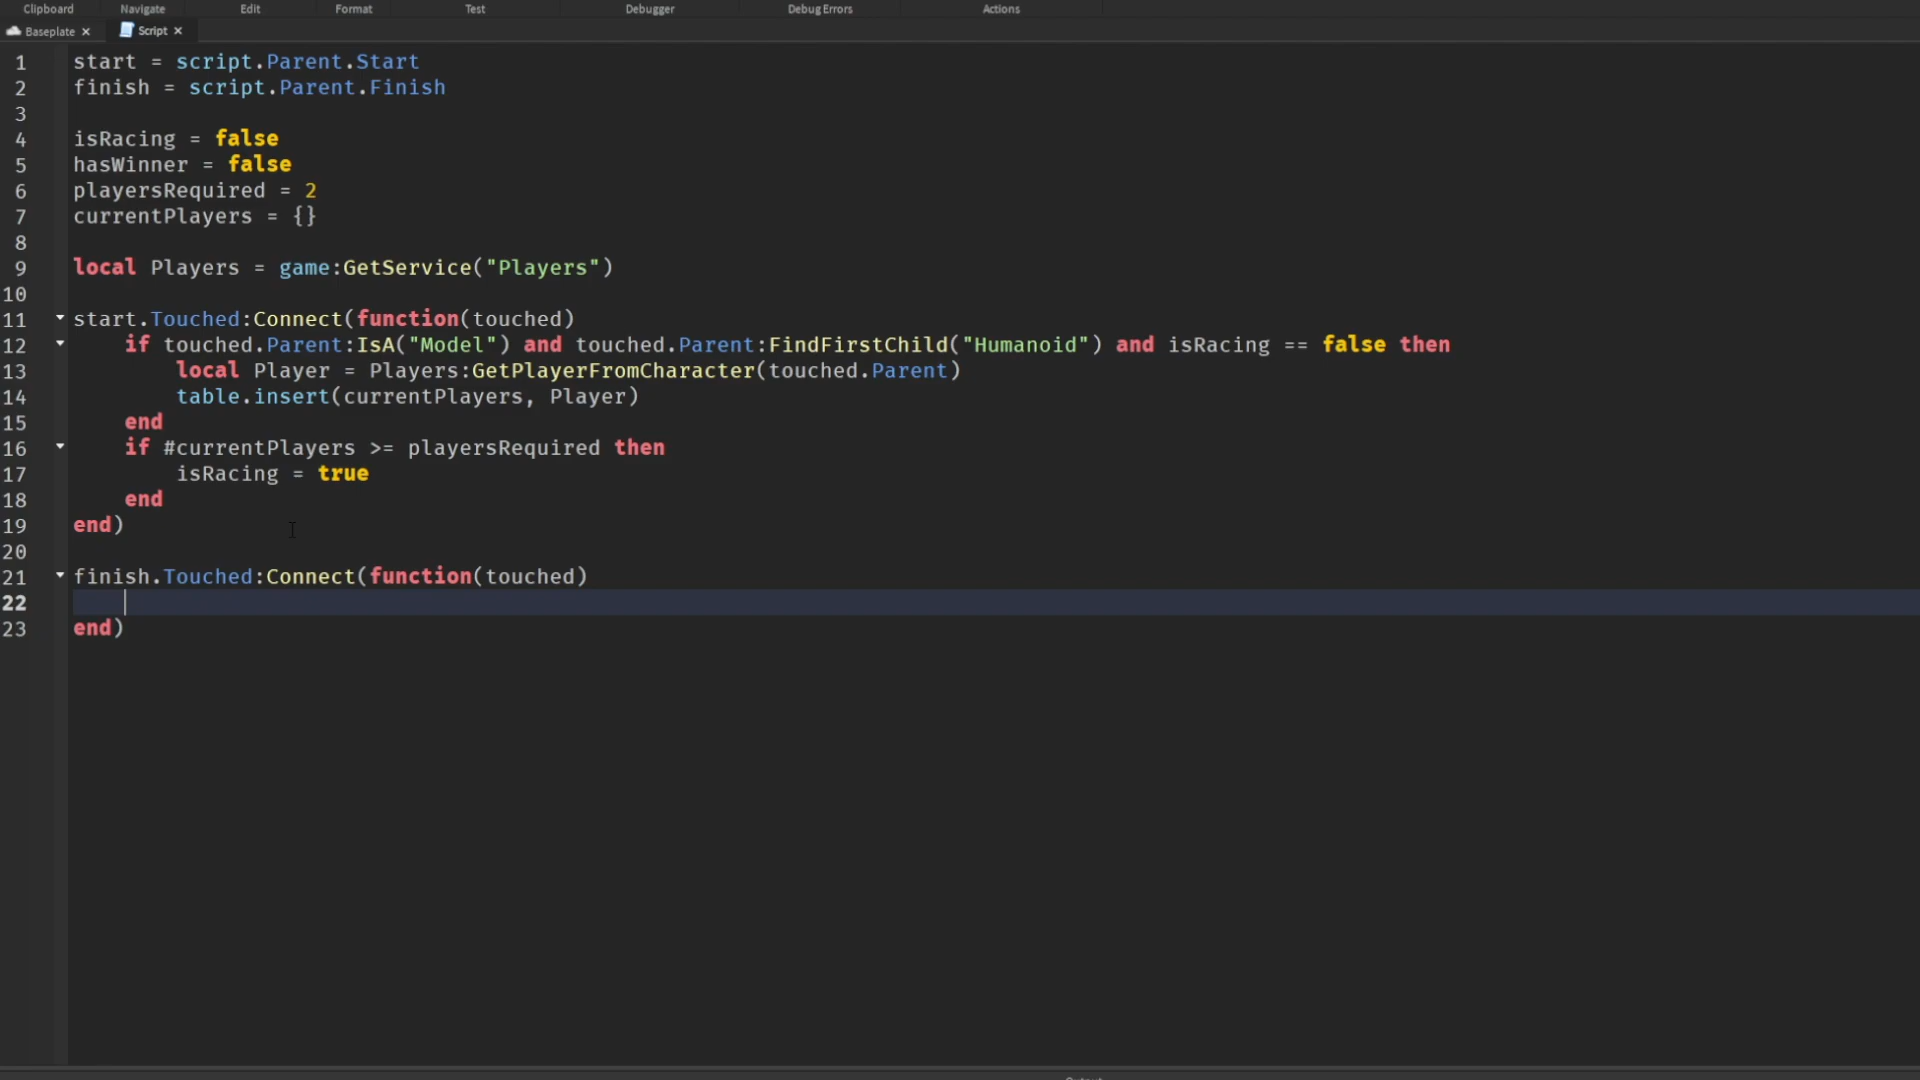 Clipboard Navigate Edit Format Test Debugger Debug Errors Actions
Baseplate × Script ×
1 start = script.Parent.Start
2 finish = script.Parent.Finish
3
4 isRacing = false
5 hasWinner = false
6 playersRequired = 2
7 currentPlayers = {}
8
9 local Players = game:GetService("Players")
10
11 start.Touched:Connect(function(touched)
12 if touched.Parent:IsA("Model") and touched.Parent:FindFirstChild("Humanoid") and isRacing == false then
13 local Player = Players:GetPlayerFromCharacter(touched.Parent)
14 table.insert(currentPlayers, Player)
15 end
16 if #currentPlayers >= playersRequired then
17 isRacing = true
18 end
19 end)
20
21 finish.Touched:Connect(function(touched)
22
23 end)